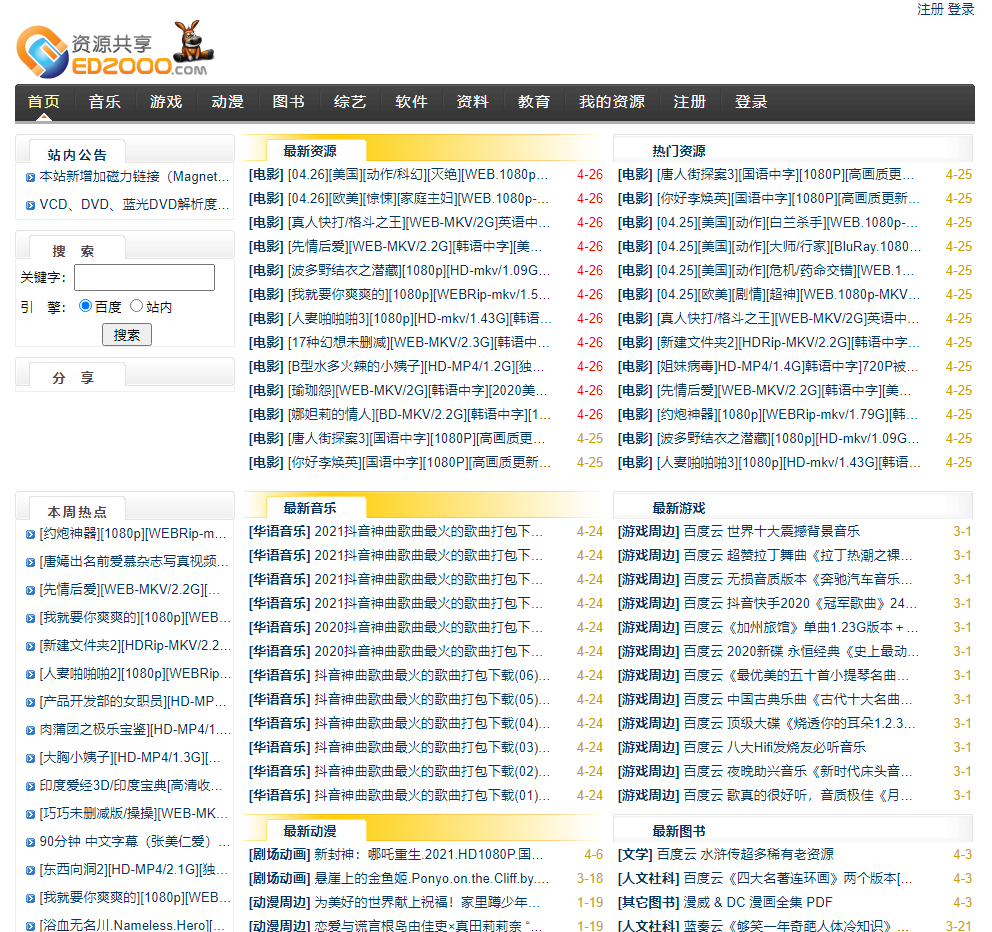 注册 登录
资源共享
ED2000.COM
首页 音乐 游戏 动漫 图书 综艺 软件 资料 教育 我的资源 注册 登录
站内公告
本站新增加磁力链接（Magnet...
VCD、DVD、蓝光DVD解析度...
搜 索
关键字：
引 擎： 百度 站内
搜索
分 享
最新资源
[电影] [04.26][美国][动作/科幻][灭绝][WEB.1080p... 4-26
[电影] [04.26][欧美][惊悚][家庭主妇][WEB.1080p-... 4-26
[电影] [真人快打/格斗之王][WEB-MKV/2G]英语中... 4-26
[电影] [先情后爱][WEB-MKV/2.2G][韩语中字][美... 4-26
[电影] [波多野结衣之潜藏][1080p][HD-mkv/1.09G... 4-26
[电影] [我就要你爽爽的][1080p][WEBRip-mkv/1.5... 4-26
[电影] [人妻啪啪啪3][1080p][HD-mkv/1.43G][韩语... 4-26
[电影] [17种幻想未删减][WEB-MKV/2.3G][韩语中... 4-26
[电影] [B型水多火辣的小姨子][HD-MP4/1.2G][独... 4-26
[电影] [瑜珈怨][WEB-MKV/2G][韩语中字][2020美... 4-26
[电影] [娜妲莉的情人][BD-MKV/2.2G][韩语中字][1... 4-26
[电影] [唐人街探案3][国语中字][1080P][高画质更... 4-25
[电影] [你好李焕英][国语中字][1080P][高画质更新... 4-25
热门资源
[电影] [唐人街探案3][国语中字][1080P][高画质更... 4-25
[电影] [你好李焕英][国语中字][1080P][高画质更新... 4-25
[电影] [04.25][美国][动作][白兰杀手][WEB.1080p-... 4-25
[电影] [04.25][美国][动作][大师/行家][BluRay.1080... 4-25
[电影] [04.25][美国][动作][危机/药命交错][WEB.1... 4-25
[电影] [04.25][欧美][剧情][超神][WEB.1080p-MKV... 4-25
[电影] [真人快打/格斗之王][WEB-MKV/2G]英语中... 4-25
[电影] [新建文件夹2][HDRip-MKV/2.2G][韩语中字... 4-25
[电影] [姐妹病毒]HD-MP4/1.4G[韩语中字]720P被... 4-25
[电影] [先情后爱][WEB-MKV/2.2G][韩语中字][美... 4-25
[电影] [约炮神器][1080p][WEBRip-mkv/1.79G][韩... 4-25
[电影] [波多野结衣之潜藏][1080p][HD-mkv/1.09G... 4-25
[电影] [人妻啪啪啪3][1080p][HD-mkv/1.43G][韩语... 4-25
本周热点
[约炮神器][1080p][WEBRip-m...
[唐嫣出名前爱慕杂志写真视频...
[先情后爱][WEB-MKV/2.2G][...
[我就要你爽爽的][1080p][WEB...
[新建文件夹2][HDRip-MKV/2.2...
[人妻啪啪啪2][1080p][WEBRip...
[产品开发部的女职员][HD-MP...
肉蒲团之极乐宝鉴][HD-MP4/1....
[大胸小姨子][HD-MP4/1.3G][...
印度爱经3D/印度宝典[高清收...
[巧巧未删减版/操操][WEB-MK...
90分钟 中文字幕（张美仁爱）...
[东西向洞2][HD-MP4/2.1G][独...
[我就要你爽爽的][1080p][WEB...
[浴血无名川.Nameless.Hero][...
最新音乐
[华语音乐] 2021抖音神曲歌曲最火的歌曲打包下... 4-24
[华语音乐] 2021抖音神曲歌曲最火的歌曲打包下... 4-24
[华语音乐] 2021抖音神曲歌曲最火的歌曲打包下... 4-24
[华语音乐] 2021抖音神曲歌曲最火的歌曲打包下... 4-24
[华语音乐] 2020抖音神曲歌曲最火的歌曲打包下... 4-24
[华语音乐] 2020抖音神曲歌曲最火的歌曲打包下... 4-24
[华语音乐] 抖音神曲歌曲最火的歌曲打包下载(06)... 4-24
[华语音乐] 抖音神曲歌曲最火的歌曲打包下载(05)... 4-24
[华语音乐] 抖音神曲歌曲最火的歌曲打包下载(04)... 4-24
[华语音乐] 抖音神曲歌曲最火的歌曲打包下载(03)... 4-24
[华语音乐] 抖音神曲歌曲最火的歌曲打包下载(02)... 4-24
[华语音乐] 抖音神曲歌曲最火的歌曲打包下载(01)... 4-24
最新游戏
[游戏周边] 百度云 世界十大震撼背景音乐 3-1
[游戏周边] 百度云 超赞拉丁舞曲《拉丁热潮之裸... 3-1
[游戏周边] 百度云 无损音质版本《奔驰汽车音乐... 3-1
[游戏周边] 百度云 抖音快手2020《冠军歌曲》24... 3-1
[游戏周边] 百度云《加州旅馆》单曲1.23G版本＋... 3-1
[游戏周边] 百度云 2020新碟 永恒经典《史上最动... 3-1
[游戏周边] 百度云《最优美的五十首小提琴名曲... 3-1
[游戏周边] 百度云 中国古典乐曲《古代十大名曲... 3-1
[游戏周边] 百度云 顶级大碟《烧透你的耳朵1.2.3... 3-1
[游戏周边] 百度云 八大Hifi发烧友必听音乐 3-1
[游戏周边] 百度云 夜晚助兴音乐《新时代床头音... 3-1
[游戏周边] 百度云 歌真的很好听，音质极佳《月... 3-1
最新动漫
[剧场动画] 新封神：哪吒重生.2021.HD1080P.国... 4-6
[剧场动画] 悬崖上的金鱼姬.Ponyo.on.the.Cliff.by.... 3-18
[动漫周边] 为美好的世界献上祝福！家里蹲少年... 1-19
[动漫周边] 恋爱与谎言根岛由佳吏×真田莉莉奈 “... 1-19
最新图书
[文学] 百度云 水浒传超多稀有老资源 4-3
[人文社科] 百度云《四大名著连环画》两个版本[... 4-3
[其它图书] 漫威 & DC 漫画全集 PDF 4-3
[人文社科] 蓝奏云《够笑一年奇葩人体冷知识》... 3-21